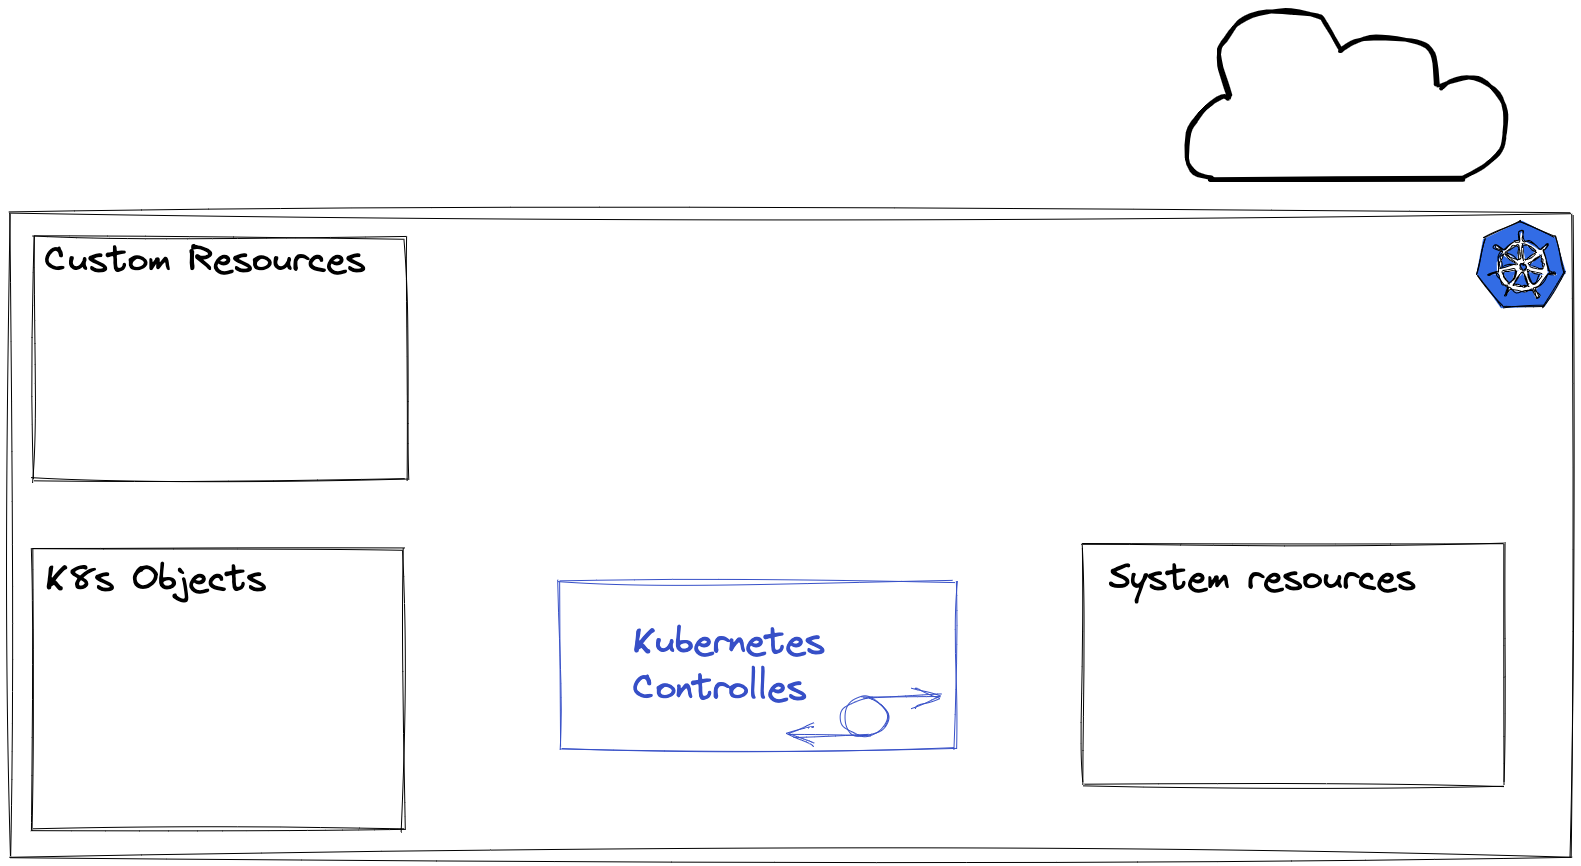 Custom Resources
K8s Objects
Kubernetes
Controlles
System resources